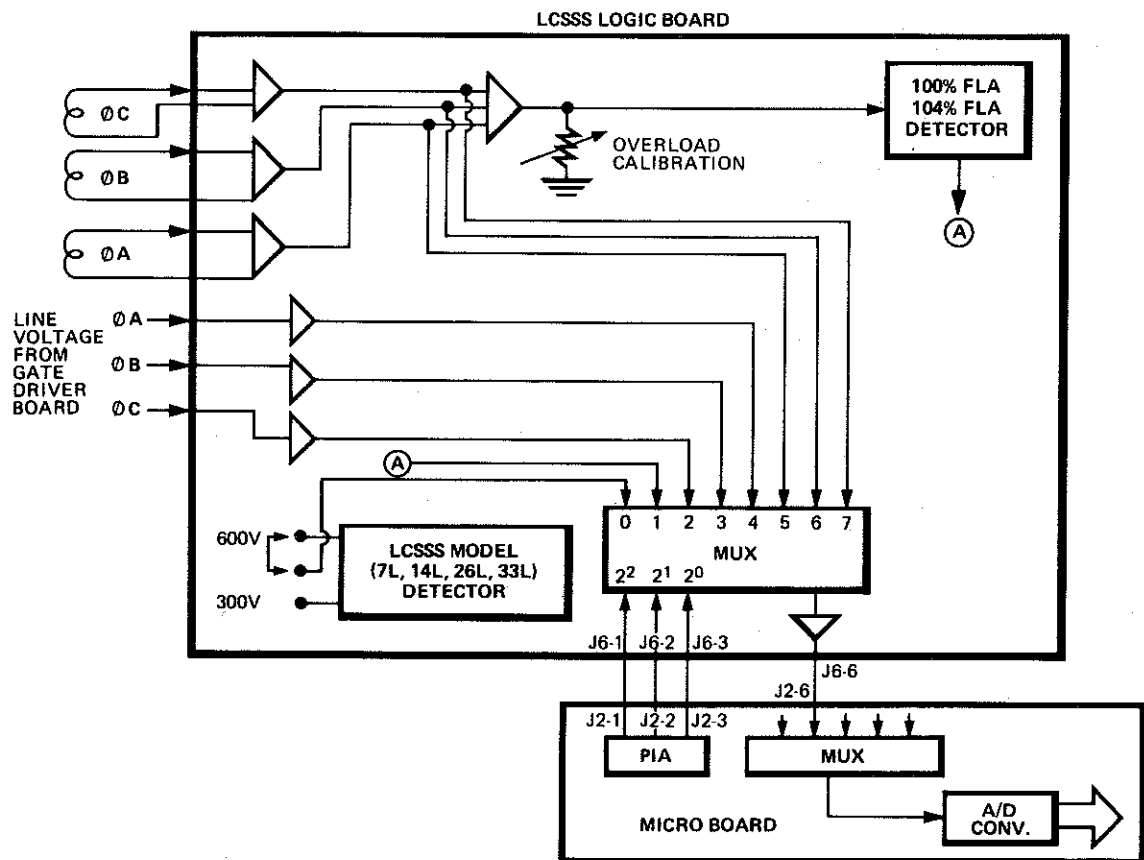 LCSSS LOGIC BOARD
ØC
ØB
ØA
OVERLOAD
CALIBRATION
100% FLA
104% FLA
DETECTOR
A
LINE
VOLTAGE
FROM
GATE
DRIVER
BOARD
ØA
ØB
ØC
A
600V
300V
LCSSS MODEL
(7L, 14L, 26L, 33L)
DETECTOR
0 1 2 3 4 5 6 7
MUX
2² 2¹ 2⁰
J6-1 J6-2 J6-3
J6-6
J2-6
J2-1 J2-2 J2-3
PIA
MUX
A/D
CONV.
MICRO BOARD